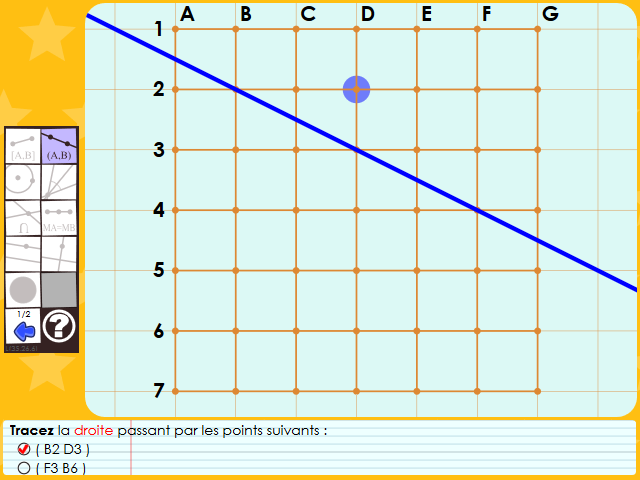 A B C D E F G
1
2
3
4
5
6
7
[A,B] (A,B)
∩ MA=MB
1/2
?
Tracez la droite passant par les points suivants :
( B2 D3 )
( F3 B6 )